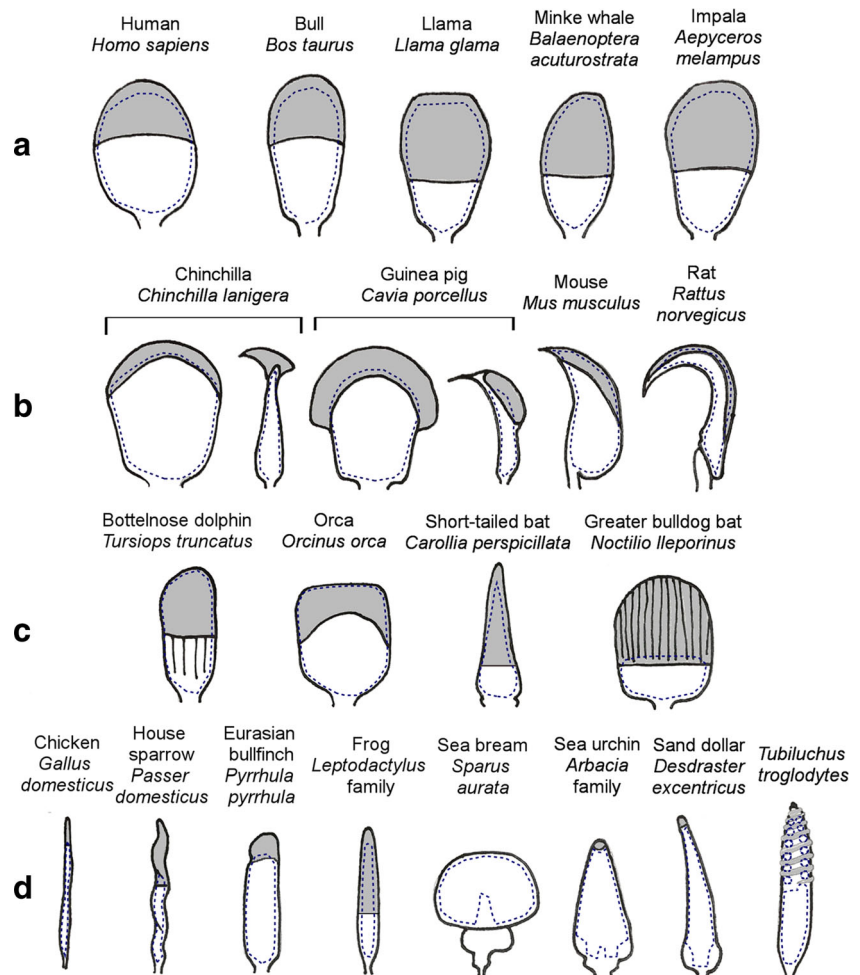 Human
Homo sapiens
Bull
Bos taurus
Llama
Llama glama
Minke whale
Balaenoptera
acuturostrata
Impala
Aepyceros
melampus
a
Chinchilla
Chinchilla lanigera
Guinea pig
Cavia porcellus
Mouse
Mus musculus
Rat
Rattus
norvegicus
b
Bottelnose dolphin
Tursiops truncatus
Orca
Orcinus orca
Short-tailed bat
Carollia perspicillata
Greater bulldog bat
Noctilio lleporinus
c
Chicken
Gallus
domesticus
House
sparrow
Passer
domesticus
Eurasian
bullfinch
Pyrrhula
pyrrhula
Frog
Leptodactylus
family
Sea bream
Sparus
aurata
Sea urchin
Arbacia
family
Sand dollar
Desdraster
excentricus
Tubiluchus
troglodytes
d